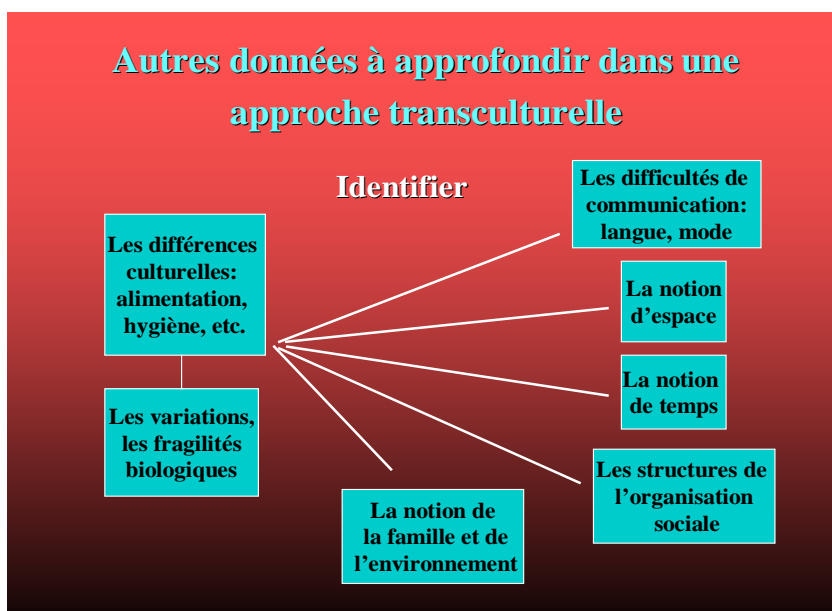 Autres données à approfondir dans une
approche transculturelle
Identifier
Les différences
culturelles:
alimentation,
hygiène, etc.
Les variations,
les fragilités
biologiques
Les difficultés de
communication:
langue, mode
La notion
d’espace
La notion
de temps
Les structures de
l’organisation
sociale
La notion de
la famille et de
l’environnement